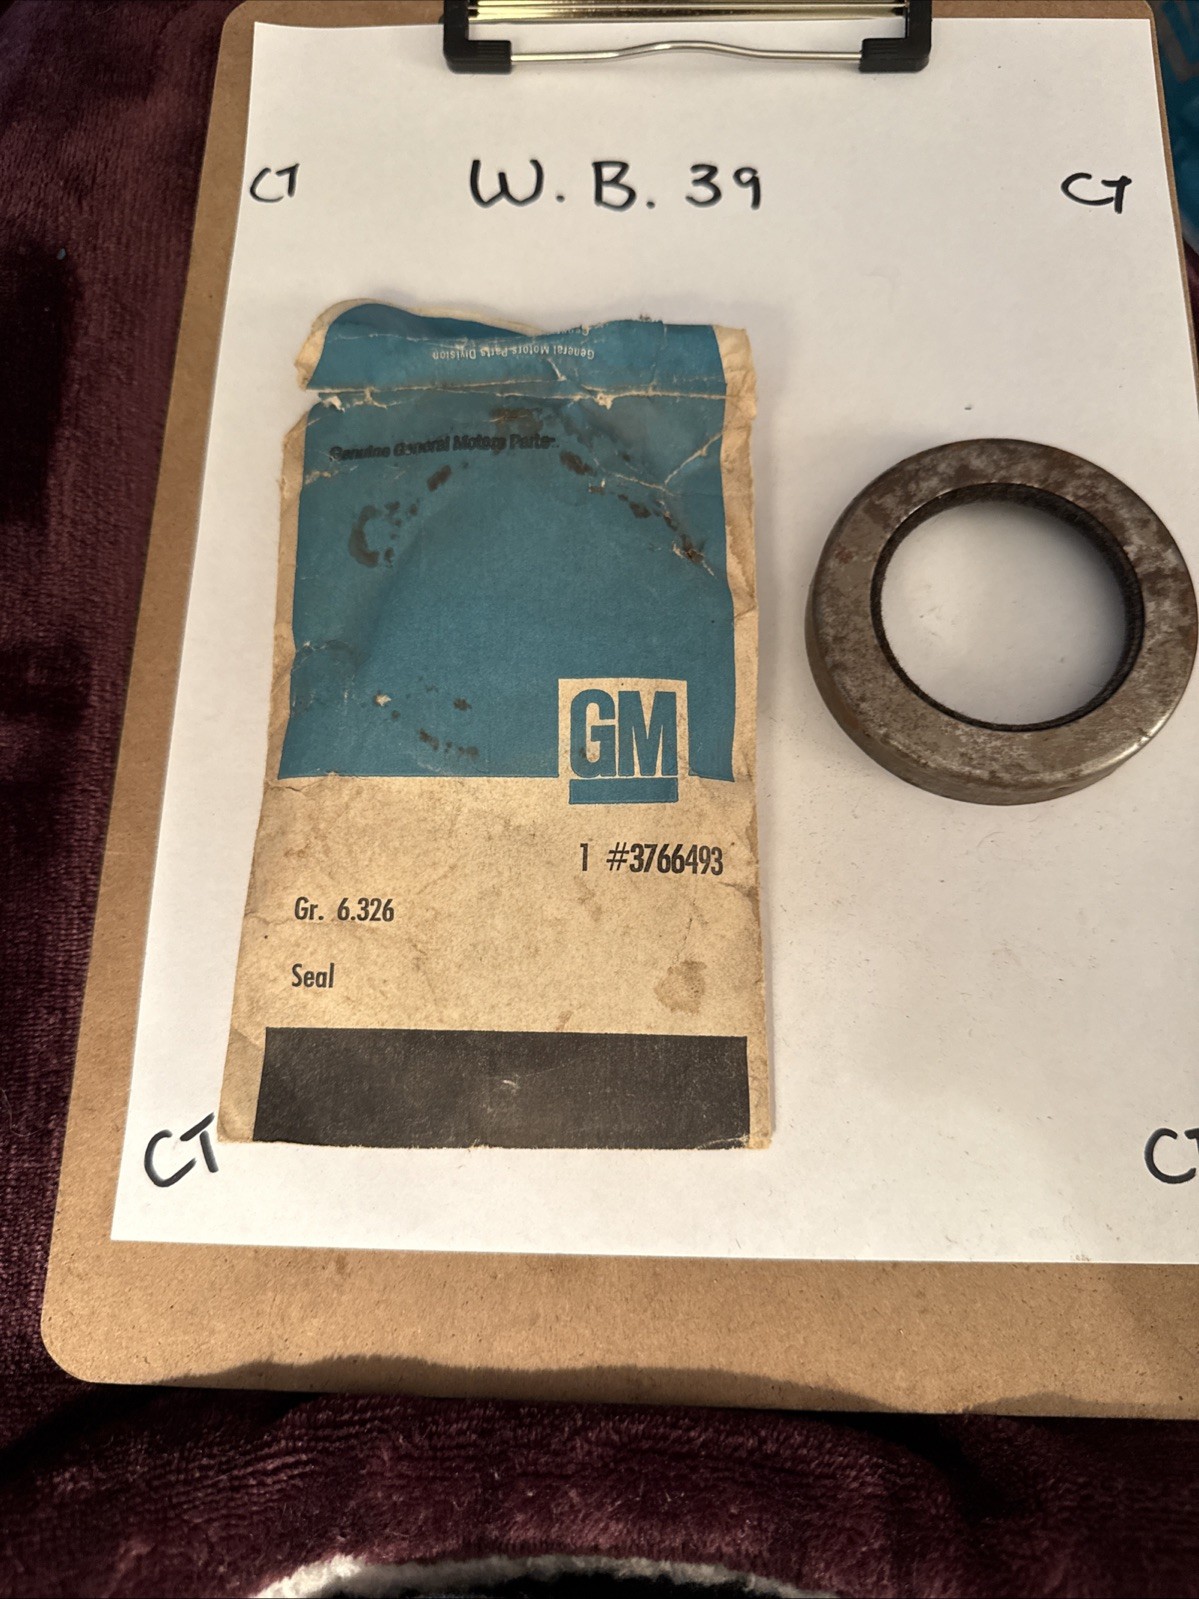 CT W. B. 39 CT
General Motors Parts Division
Genuine General Motors Parts
GM
1 #3766493
Gr. 6.326
Seal
CT
CT